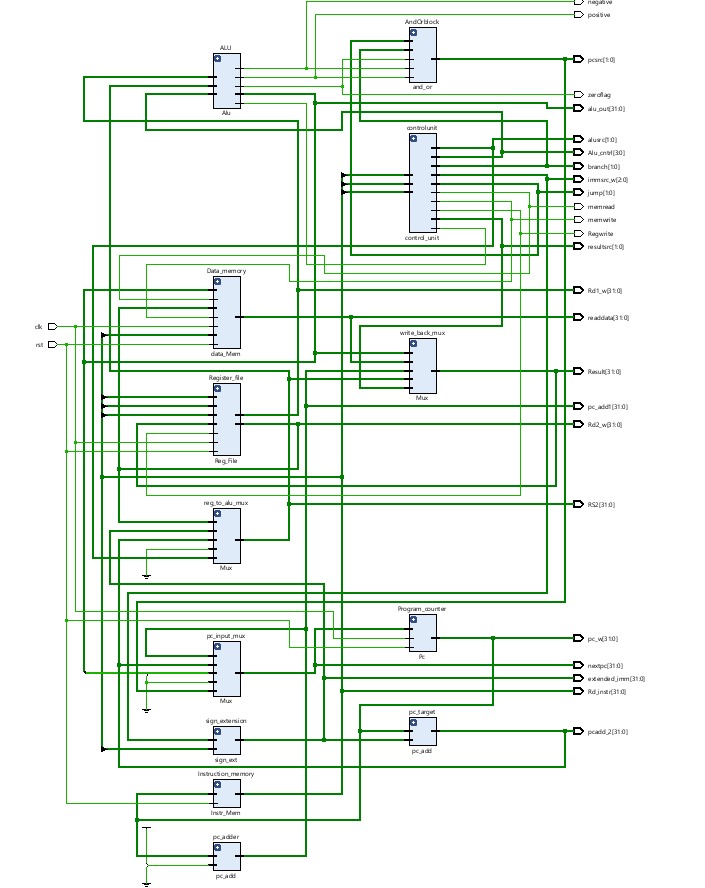 negative
positive
AndOrblock
ALU
pcsrc[1:0]
and_or
zeroflag
alu_out[31:0]
Alu
controlunit
alusrc[1:0]
Alu_cntrl[3:0]
branch[1:0]
immsrc_w[2:0]
jump[1:0]
memread
memwrite
Regwrite
control_unit
resultsrc[1:0]
Data_memory
Rd1_w[31:0]
readdata[31:0]
clk
write_back_mux
rst
data_Mem
Result[31:0]
Register_file
Mux
pc_add1[31:0]
Rd2_w[31:0]
Reg_File
reg_to_alu_mux
RS2[31:0]
Mux
Program_counter
pc_input_mux
pc_w[31:0]
Pc
nextpc[31:0]
extended_imm[31:0]
Rd_instr[31:0]
Mux
pc_target
sign_extension
pcadd_2[31:0]
pc_add
sign_ext
Instruction_memory
Instr_Mem
pc_adder
pc_add